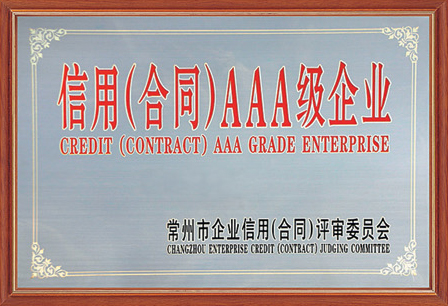 信用(合同)AAA级企业
CREDIT (CONTRACT) AAA GRADE ENTERPRISE
常州市企业信用(合同)评审委员会
CHANGZHOU ENTERPRISE CREDIT (CONTRACT) JUDGING COMMITTEE